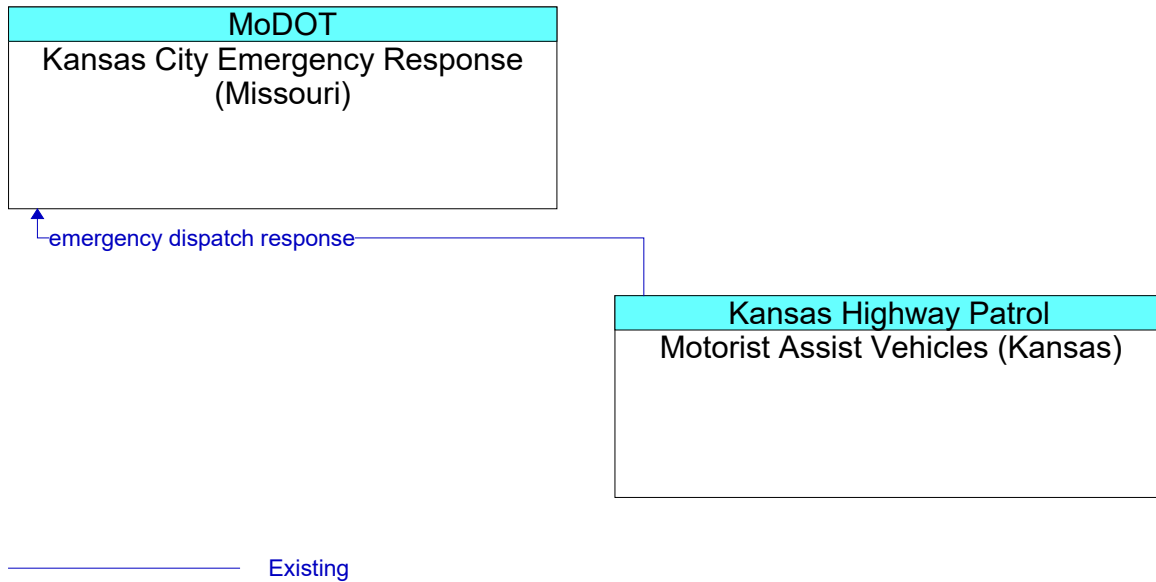 MoDOT
Kansas City Emergency Response
(Missouri)
emergency dispatch response
Kansas Highway Patrol
Motorist Assist Vehicles (Kansas)
Existing